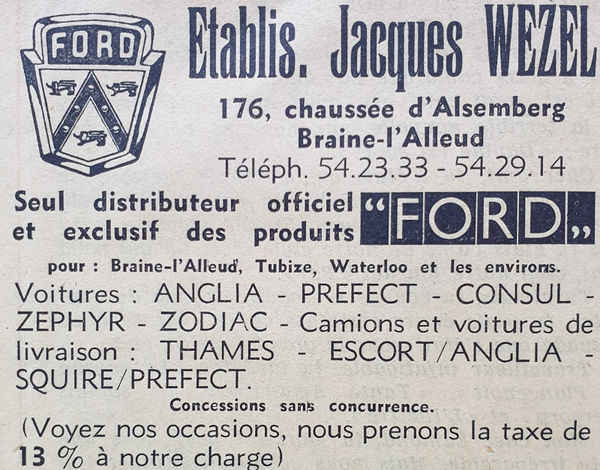 FORD
Etablis. Jacques WEZEL
176, chaussée d'Alsemberg
Braine-l'Alleud
Téléph. 54.23.33 - 54.29.14
Seul distributeur officiel
et exclusif des produits “FORD„
pour : Braine-l'Alleud, Tubize, Waterloo et les environs.
Voitures : ANGLIA - PREFECT - CONSUL -
ZEPHYR - ZODIAC - Camions et voitures de
livraison : THAMES - ESCORT/ANGLIA -
SQUIRE/PREFECT.
Concessions sans concurrence.
(Voyez nos occasions, nous prenons la taxe de
13 % à notre charge)